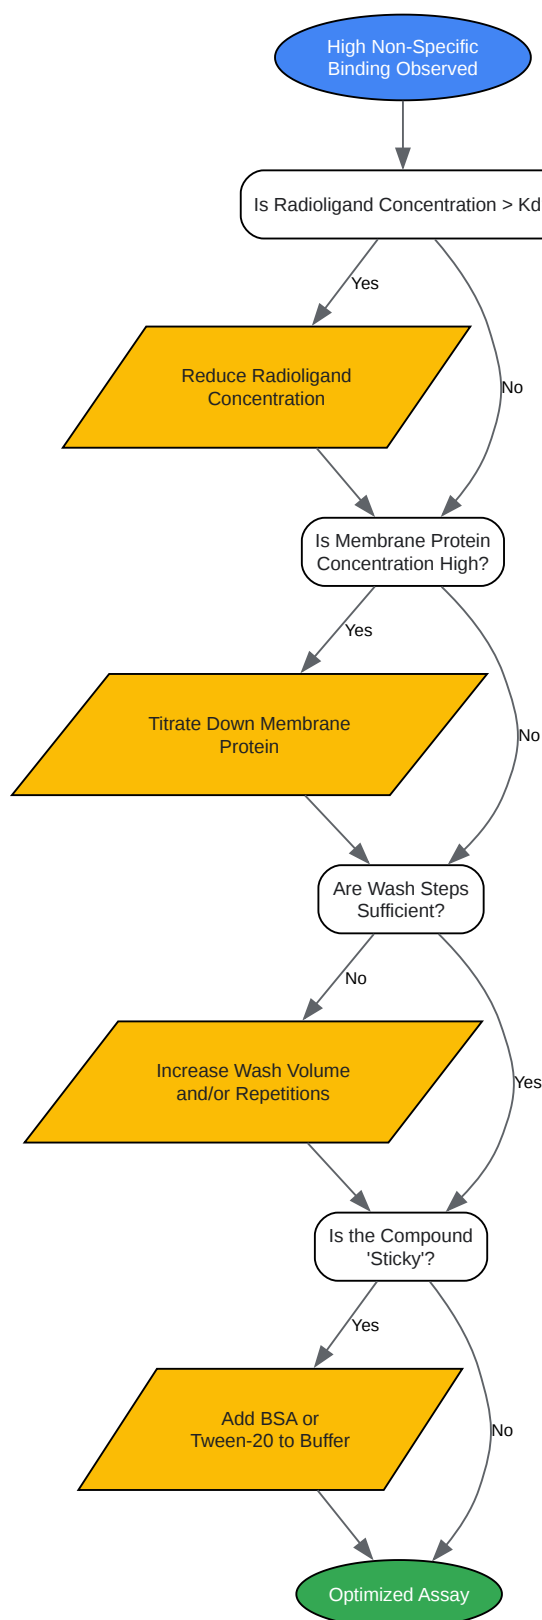 High Non-Specific
Binding Observed
Is Radioligand Concentration > Kd
Yes
Reduce Radioligand
Concentration
No
Is Membrane Protein
Concentration High?
Yes
Titrate Down Membrane
Protein
No
Are Wash Steps
Sufficient?
No
Increase Wash Volume
and/or Repetitions
Yes
Is the Compound
'Sticky'?
Yes
Add BSA or
Tween-20 to Buffer
No
Optimized Assay